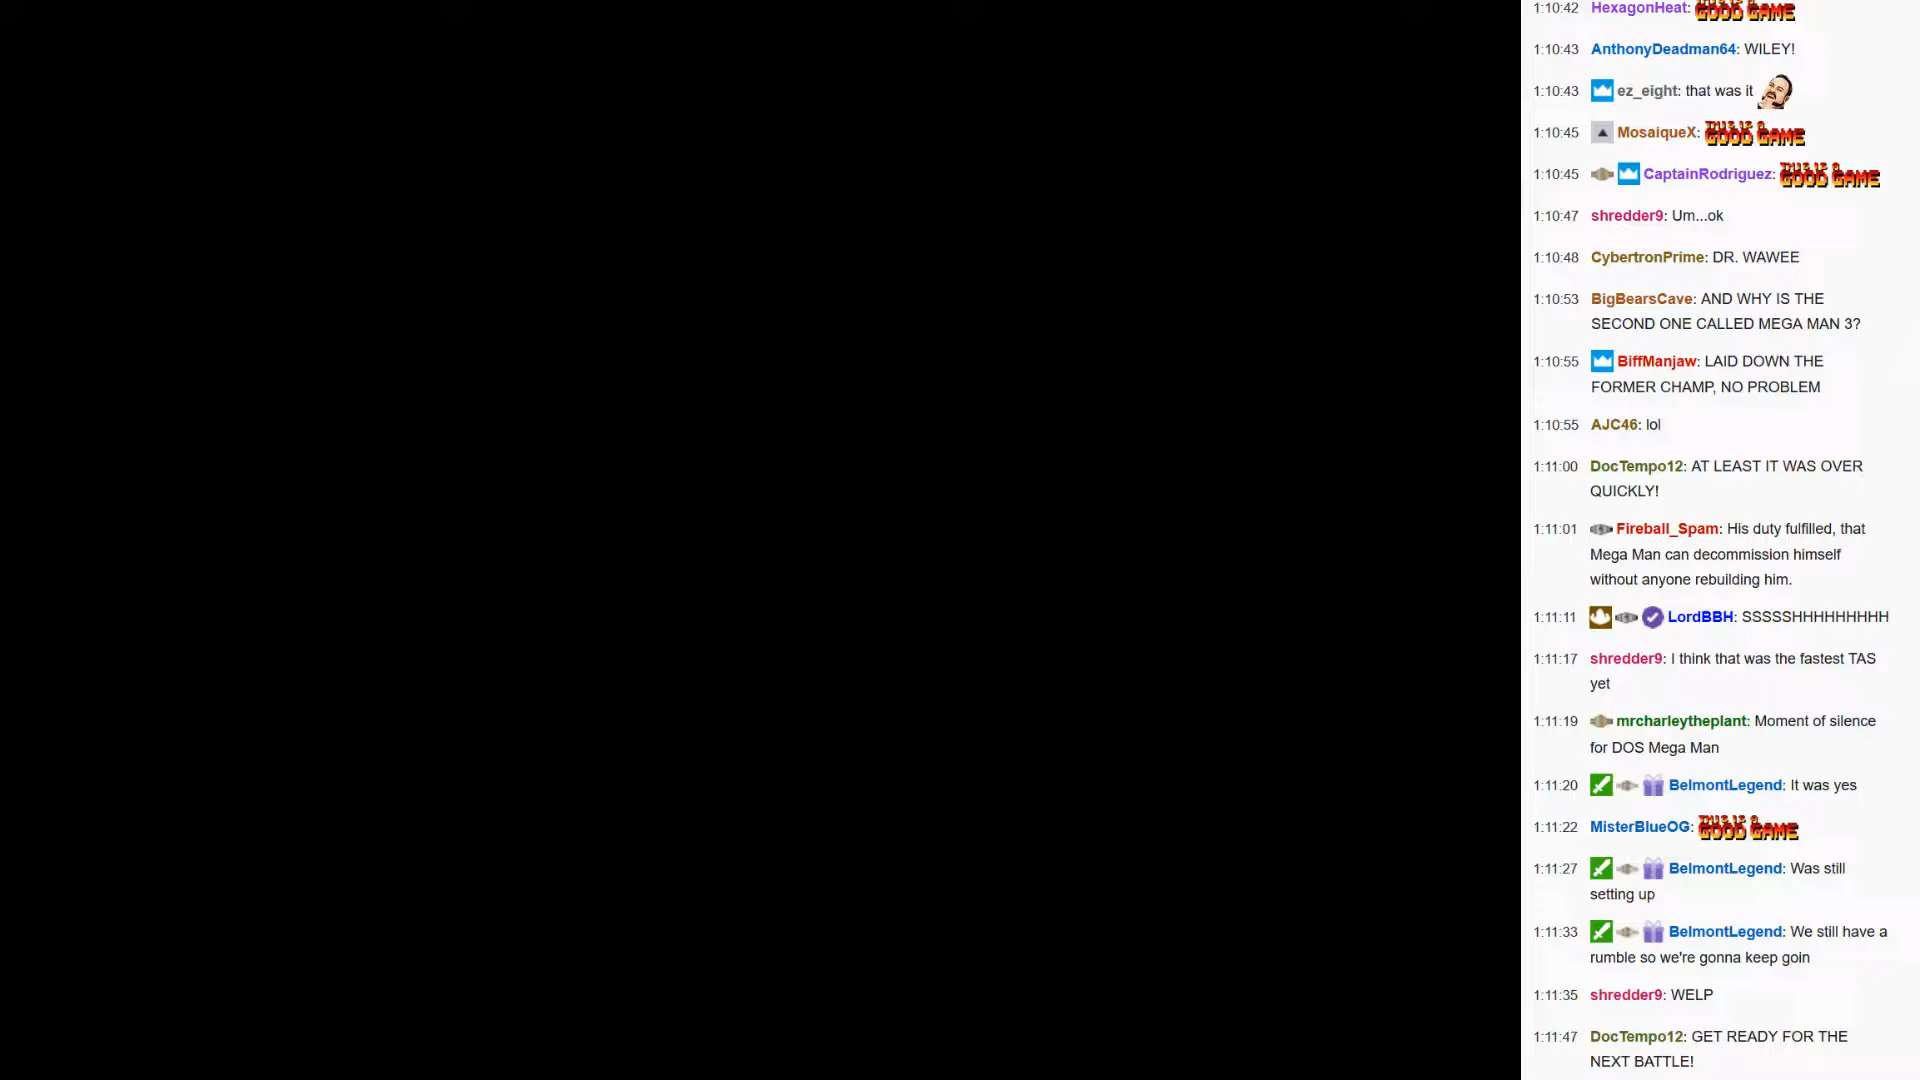 1:10:42 HexagonHeat: THIS IS A GOOD GAME
1:10:43 AnthonyDeadman64: WILEY!
1:10:43 ez_eight: that was it
1:10:45 MosaiqueX: THIS IS A GOOD GAME
1:10:45 CaptainRodriguez: THIS IS A GOOD GAME
1:10:47 shredder9: Um...ok
1:10:48 CybertronPrime: DR. WAWEE
1:10:53 BigBearsCave: AND WHY IS THE
SECOND ONE CALLED MEGA MAN 3?
1:10:55 BiffManjaw: LAID DOWN THE
FORMER CHAMP, NO PROBLEM
1:10:55 AJC46: lol
1:11:00 DocTempo12: AT LEAST IT WAS OVER
QUICKLY!
1:11:01 Fireball_Spam: His duty fulfilled, that
Mega Man can decommission himself
without anyone rebuilding him.
1:11:11 LordBBH: SSSSSHHHHHHHHH
1:11:17 shredder9: I think that was the fastest TAS
yet
1:11:19 mrcharleytheplant: Moment of silence
for DOS Mega Man
1:11:20 BelmontLegend: It was yes
1:11:22 MisterBlueOG: THIS IS A GOOD GAME
1:11:27 BelmontLegend: Was still
setting up
1:11:33 BelmontLegend: We still have a
rumble so we're gonna keep goin
1:11:35 shredder9: WELP
1:11:47 DocTempo12: GET READY FOR THE
NEXT BATTLE!